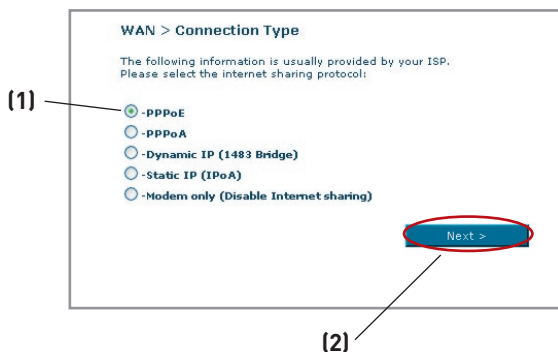 WAN > Connection Type
The following information is usually provided by your ISP.
Please select the internet sharing protocol:
(1)
-PPPoE
-PPPoA
-Dynamic IP (1483 Bridge)
-Static IP (IPoA)
-Modem only (Disable Internet sharing)
Next >
(2)